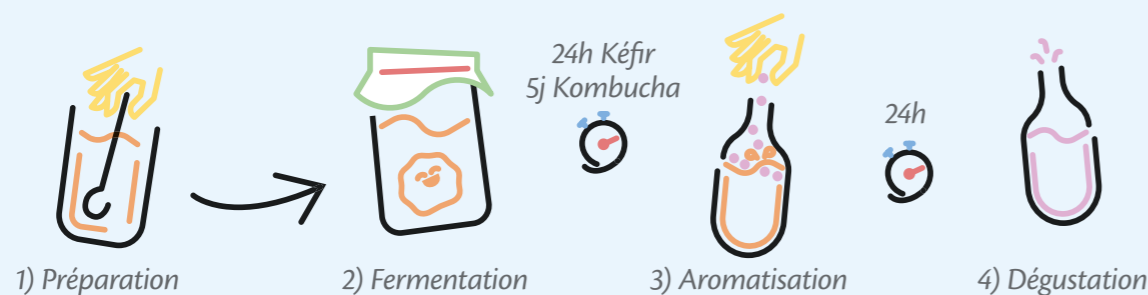 24h Kéfir
5j Kombucha
24h
1) Préparation
2) Fermentation
3) Aromatisation
4) Dégustation